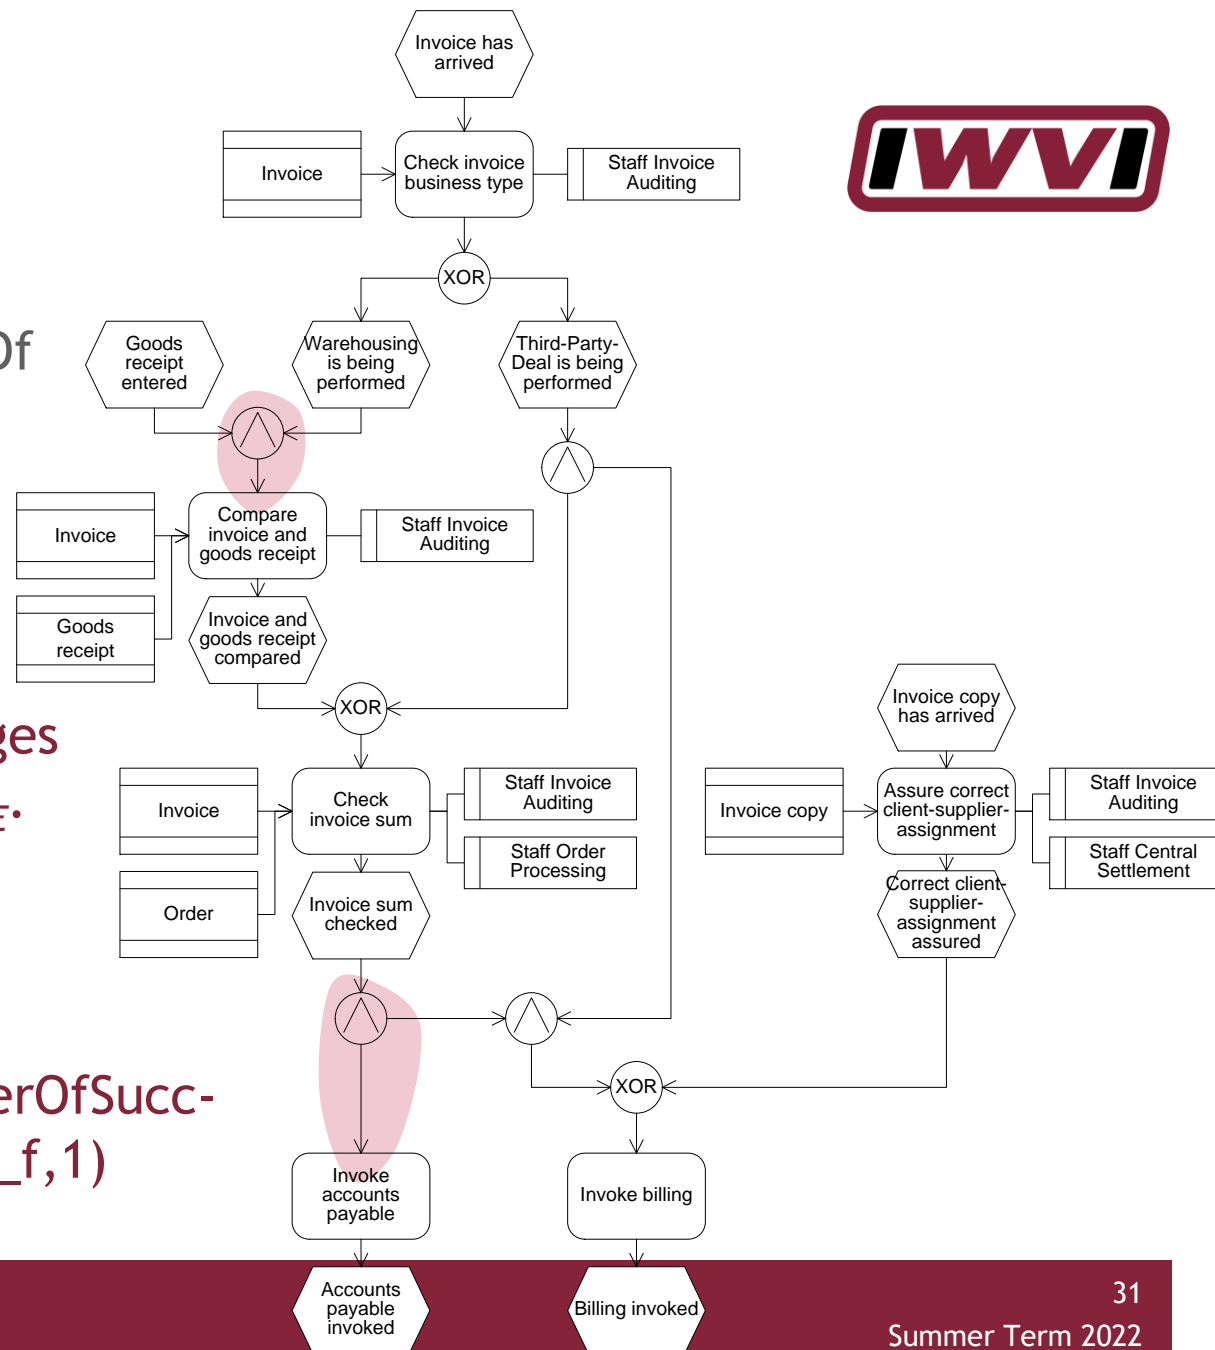 Invoice has
arrived
IWVI
Invoice
Check invoice
business type
Staff Invoice
Auditing
XOR
Of
Goods
receipt
entered
Warehousing
is being
performed
Third-Party-
Deal is being
performed
Invoice
Compare
invoice and
goods receipt
Staff Invoice
Auditing
Goods
receipt
Invoice and
goods receipt
compared
XOR
Invoice copy
has arrived
ges
Invoice
Check
invoice sum
Staff Invoice
Auditing
Staff Order
Processing
Invoice copy
Assure correct
client-supplier-
assignment
Staff Invoice
Auditing
Staff Central
Settlement
E.
Order
Invoice sum
checked
Correct client-
supplier-
assignment
assured
XOR
erOfSucc-
_f,1)
Invoke
accounts
payable
Invoke billing
Accounts
payable
invoked
Billing invoked
31
Summer Term 2022